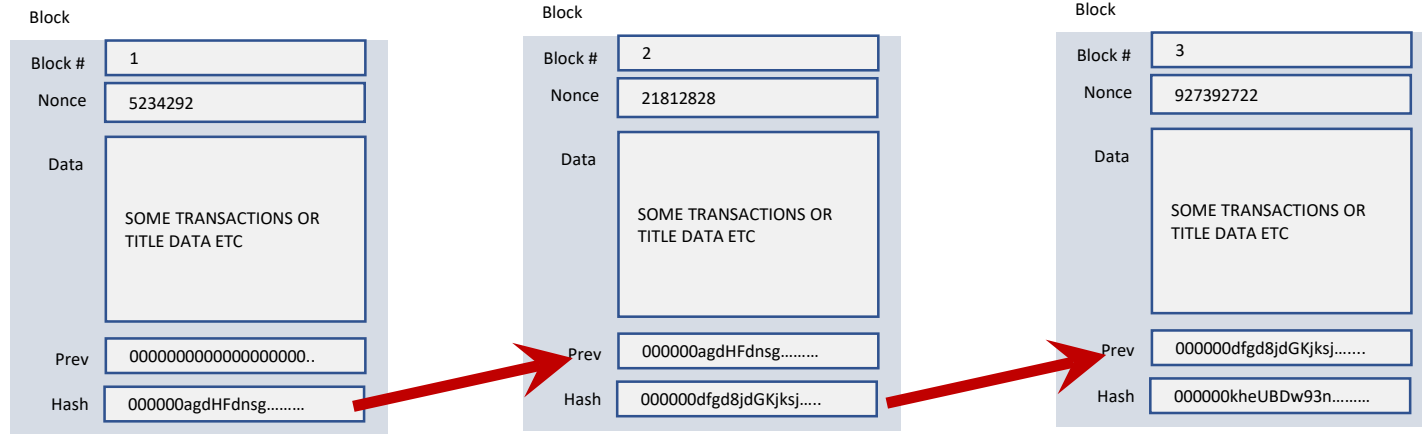 Block
Block # 1
Nonce 5234292
Data
SOME TRANSACTIONS OR
TITLE DATA ETC
Prev 0000000000000000000..
Hash 000000agdHFdnsg………
Block
Block # 2
Nonce 21812828
Data
SOME TRANSACTIONS OR
TITLE DATA ETC
Prev 000000agdHFdnsg………
Hash 000000dfgd8jdGKjksj…..
Block
Block # 3
Nonce 927392722
Data
SOME TRANSACTIONS OR
TITLE DATA ETC
Prev 000000dfgd8jdGKjksj…....
Hash 000000kheUBDw93n………